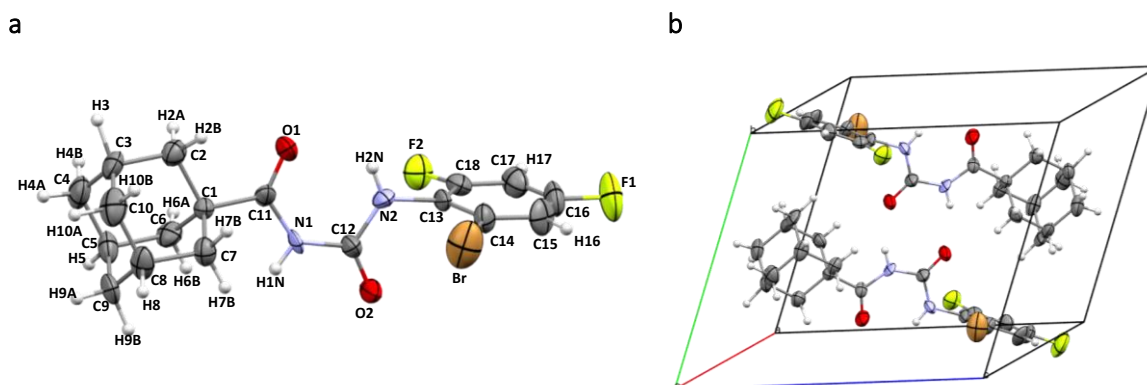 a
b
H3
H2A
H2B
O1
C3
C2
H4B
H4A
C4
H10B
C10
H6A
C1
H10A
C6
H7B
C11
C5
H5
C7
H6B
C8
H7B
H9A
C9
H8
H9B
N1
H1N
C12
O2
H2N
N2
F2
C18
C17
H17
F1
C13
C16
C14
C15
H16
Br